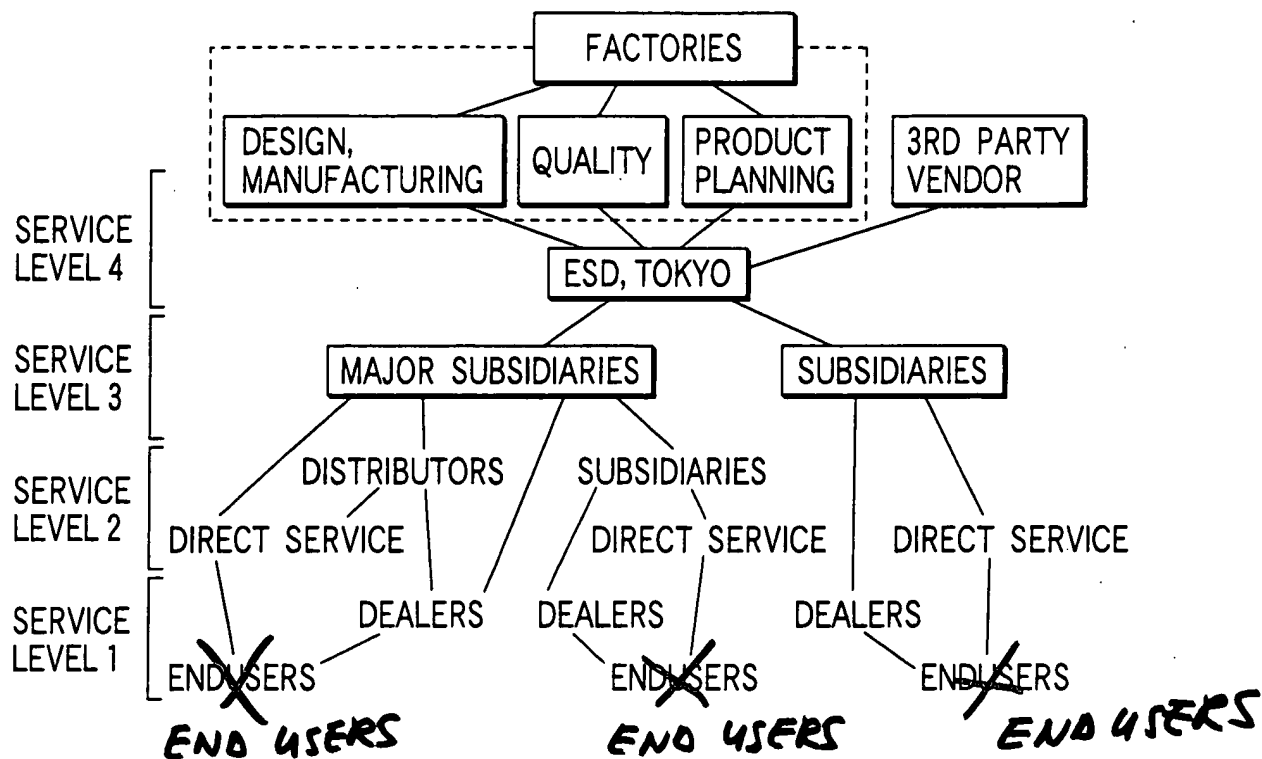 FACTORIES
DESIGN,
MANUFACTURING
QUALITY
PRODUCT
PLANNING
3RD PARTY
VENDOR
SERVICE
LEVEL 4
ESD, TOKYO
SERVICE
LEVEL 3
MAJOR SUBSIDIARIES
SUBSIDIARIES
SERVICE
LEVEL 2
DISTRIBUTORS
SUBSIDIARIES
DIRECT SERVICE
DIRECT SERVICE
DIRECT SERVICE
SERVICE
LEVEL 1
DEALERS
DEALERS
DEALERS
ENDUSERS
ENDUSERS
ENDUSERS
END USERS
END USERS
END USERS